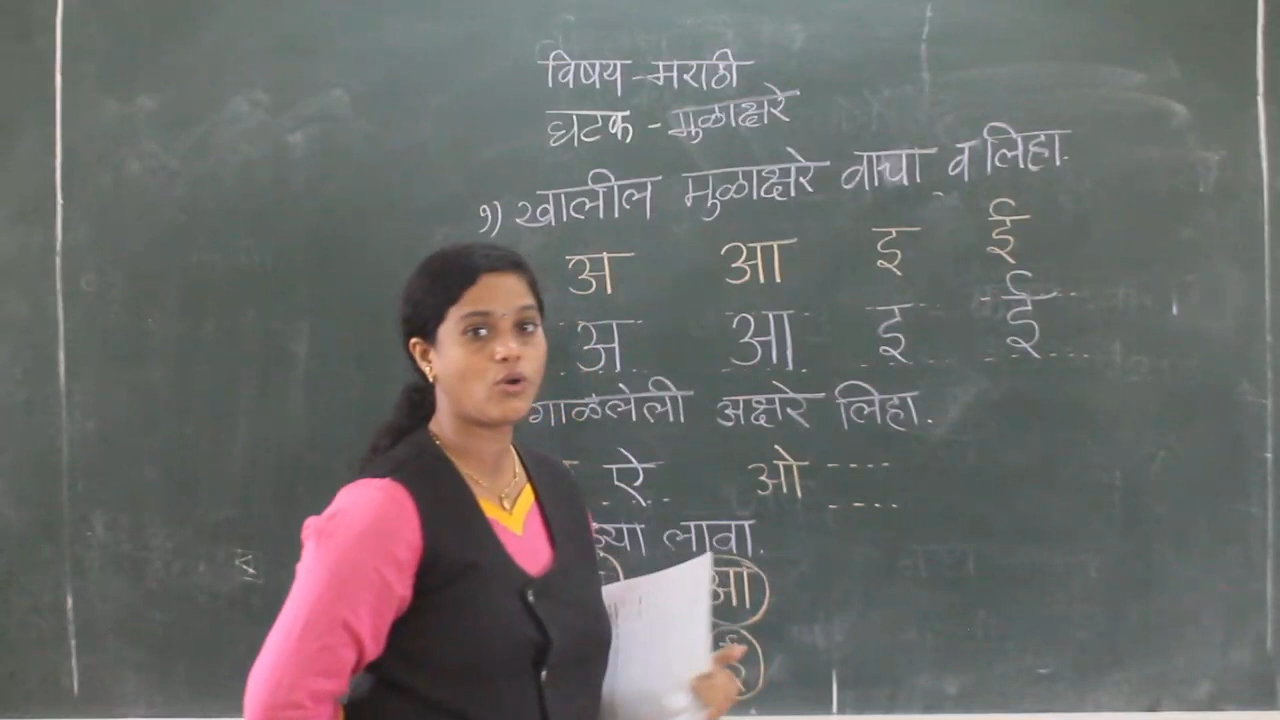 विषय - मराठी
घटक - मुळाक्षरे
१) खालील मुळाक्षरे वाचा व लिहा.
अ आ इ ई
अ आ इ ई
गाळलेली अक्षरे लिहा.
ऐ ओ
लावा.
आ
ई